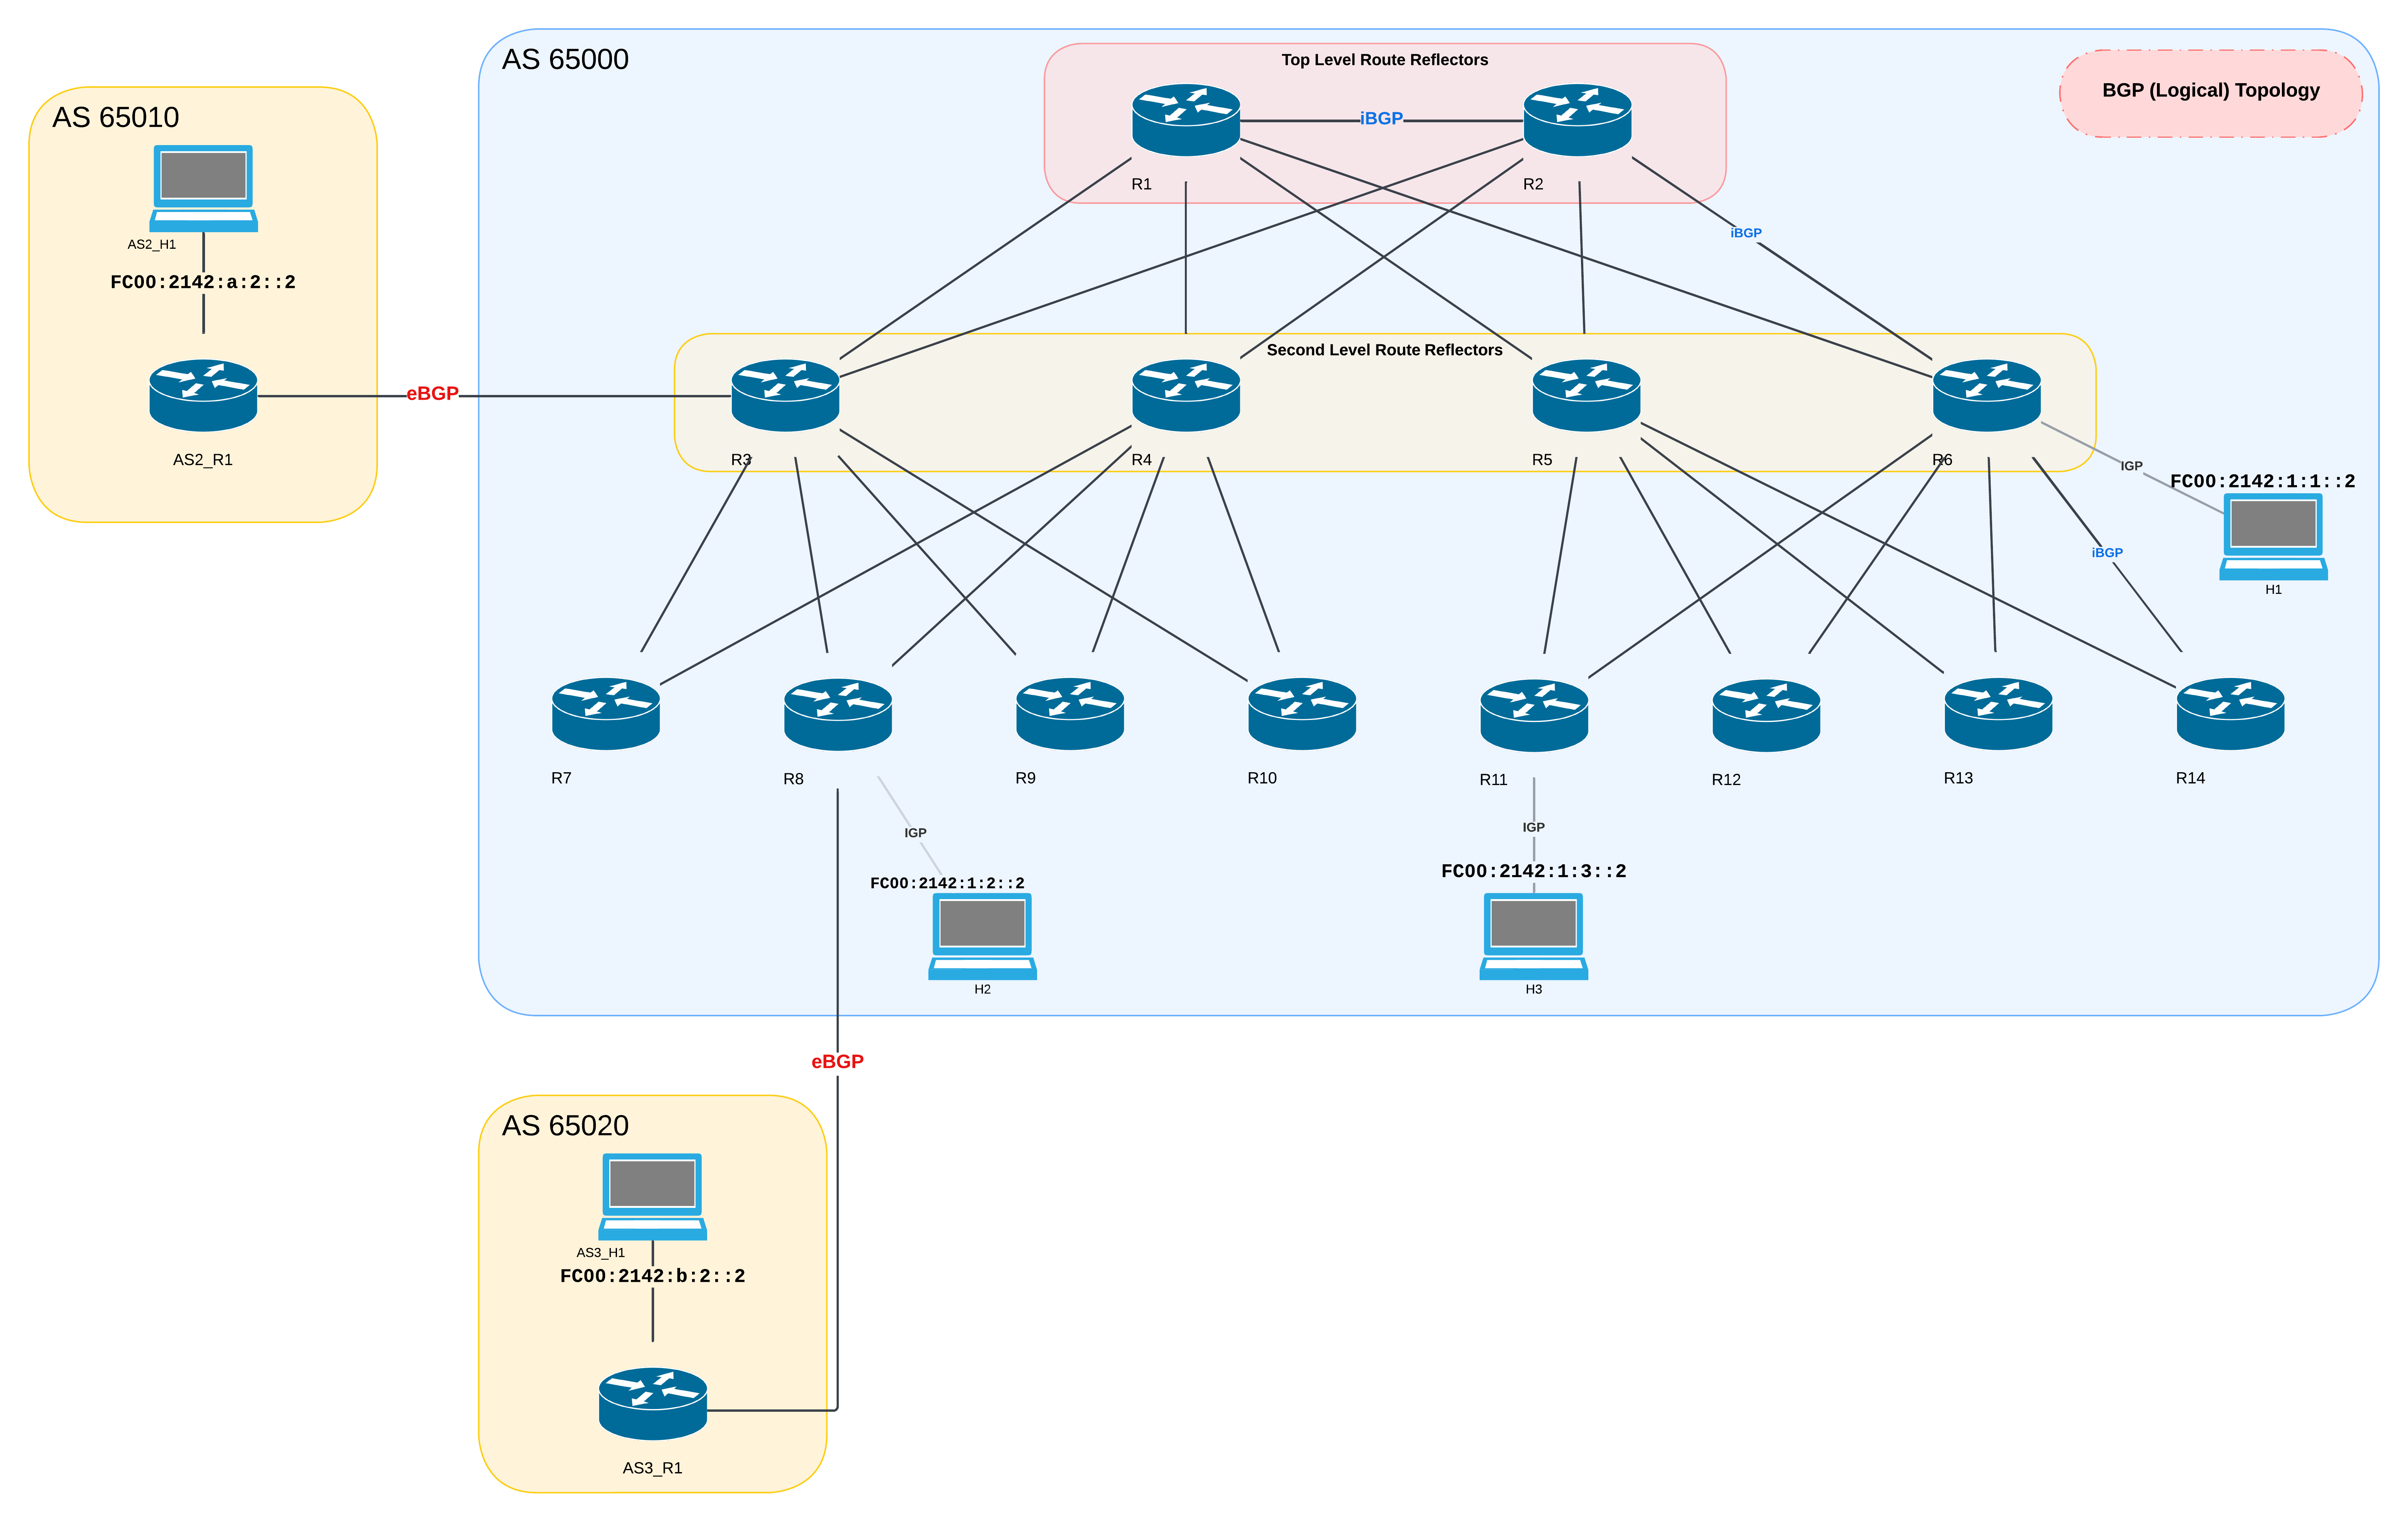 AS 65000
Top Level Route Reflectors
BGP (Logical) Topology
AS 65010
iBGP
R1
R2
AS2_H1
iBGP
FC00:2142:a:2::2
Second Level Route Reflectors
eBGP
AS2_R1
R3
R4
R5
R6
IGP
FC00:2142:1:1::2
iBGP
H1
R7
R8
R9
R10
R11
R12
R13
R14
IGP
IGP
FC00:2142:1:2::2
FC00:2142:1:3::2
H2
H3
eBGP
AS 65020
AS3_H1
FC00:2142:b:2::2
AS3_R1